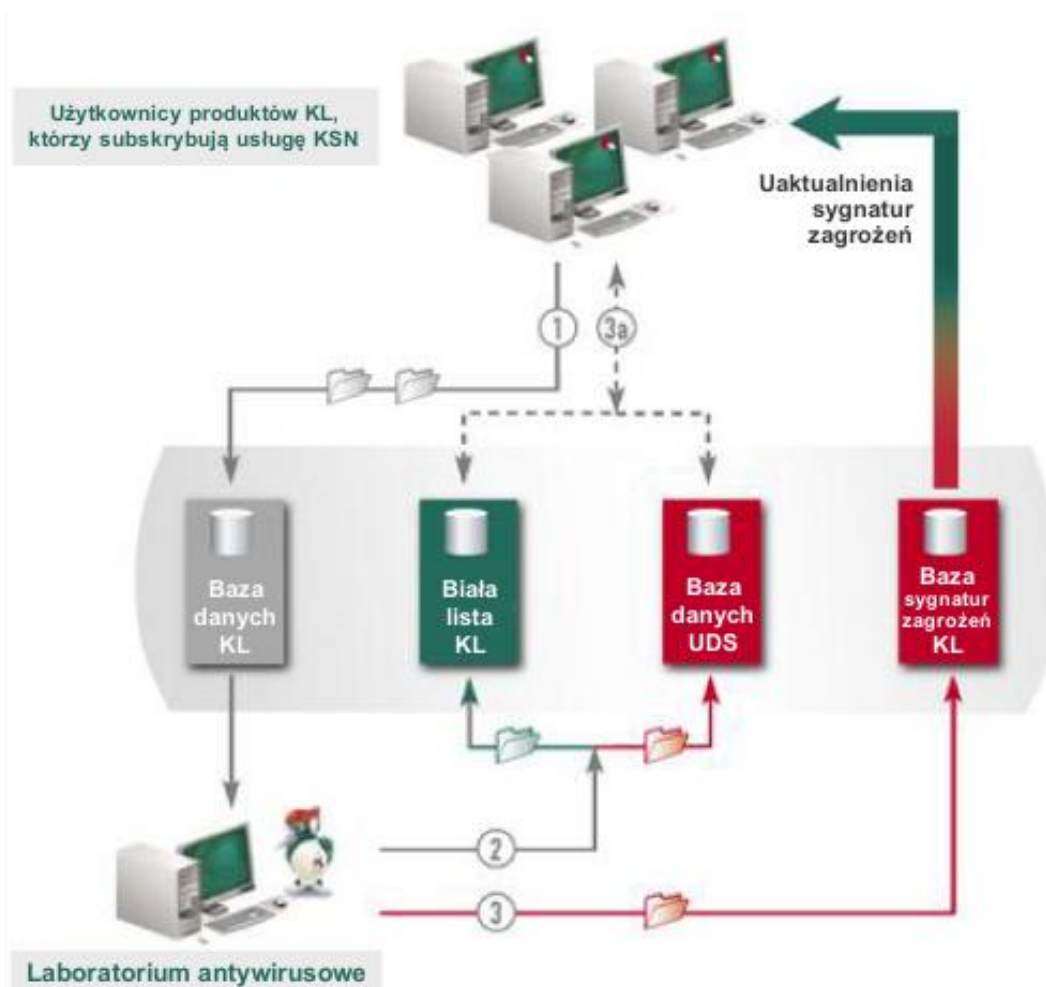 Użytkownicy produktów KL,
którzy subskrybują usługę KSN
Uaktualnienia
sygnatur
zagrożeń
1
3a
Baza
danych
KL
Biała
lista
KL
Baza
danych
UDS
Baza
sygnatur
zagrożeń
KL
2
3
Laboratorium antywirusowe